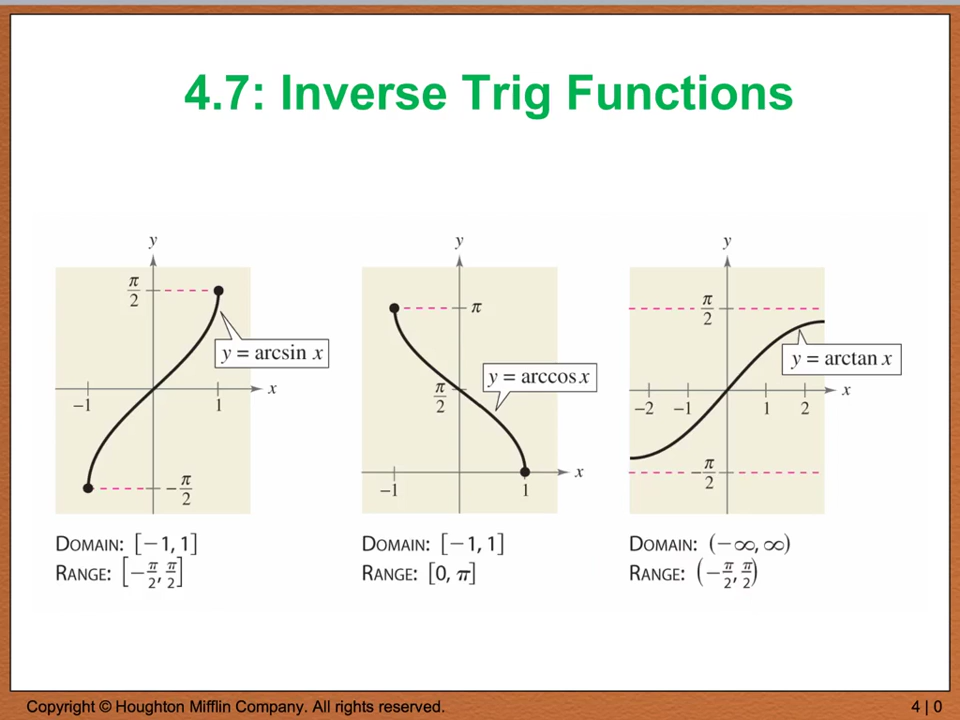 4.7: Inverse Trig Functions
y
π/2
y = arcsin x
x
−1
1
−π/2
DOMAIN: [−1, 1]
RANGE: [−π/2, π/2]
y
π
y = arccos x
π/2
x
−1
1
DOMAIN: [−1, 1]
RANGE: [0, π]
y
π/2
y = arctan x
x
−2
−1
1
2
−π/2
DOMAIN: (−∞, ∞)
RANGE: (−π/2, π/2)
Copyright © Houghton Mifflin Company. All rights reserved.
4 | 0